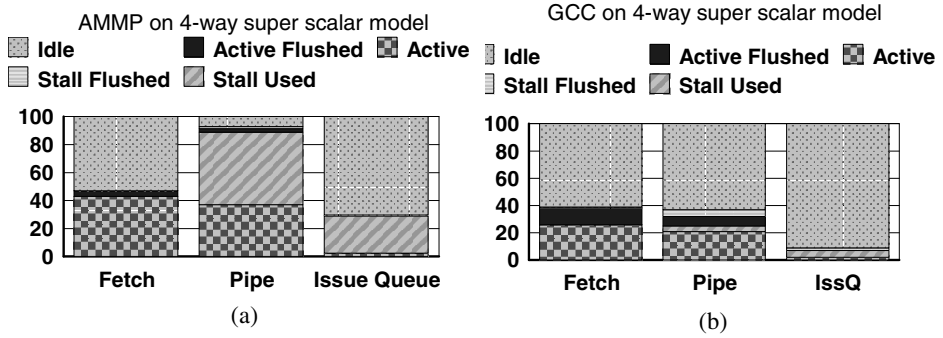 AMMP on 4-way super scalar model
Idle Active Flushed Active
Stall Flushed Stall Used
100
80
60
40
20
0
Fetch Pipe Issue Queue
(a)
GCC on 4-way super scalar model
Idle Active Flushed Active
Stall Flushed Stall Used
100
80
60
40
20
0
Fetch Pipe IssQ
(b)